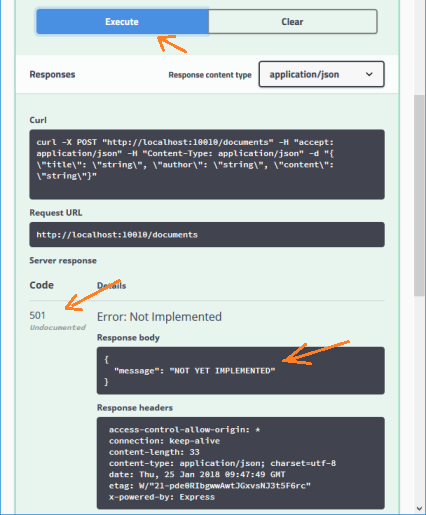 Execute Clear
Responses Response content type application/json
Curl
curl -X POST "http://localhost:10010/documents" -H "accept:
application/json" -H "Content-Type: application/json" -d "{
\"title\": \"string\", \"author\": \"string\", \"content\":
\"string\"}"
Request URL
http://localhost:10010/documents
Server response
Code Details
501 Error: Not Implemented
Undocumented
Response body
{
"message": "NOT YET IMPLEMENTED"
}
Response headers
access-control-allow-origin: *
connection: keep-alive
content-length: 33
content-type: application/json; charset=utf-8
date: Thu, 25 Jan 2018 09:47:49 GMT
etag: W/"21-pde0RIbgwwAwtJGxvsNJ3t5F6rc"
x-powered-by: Express